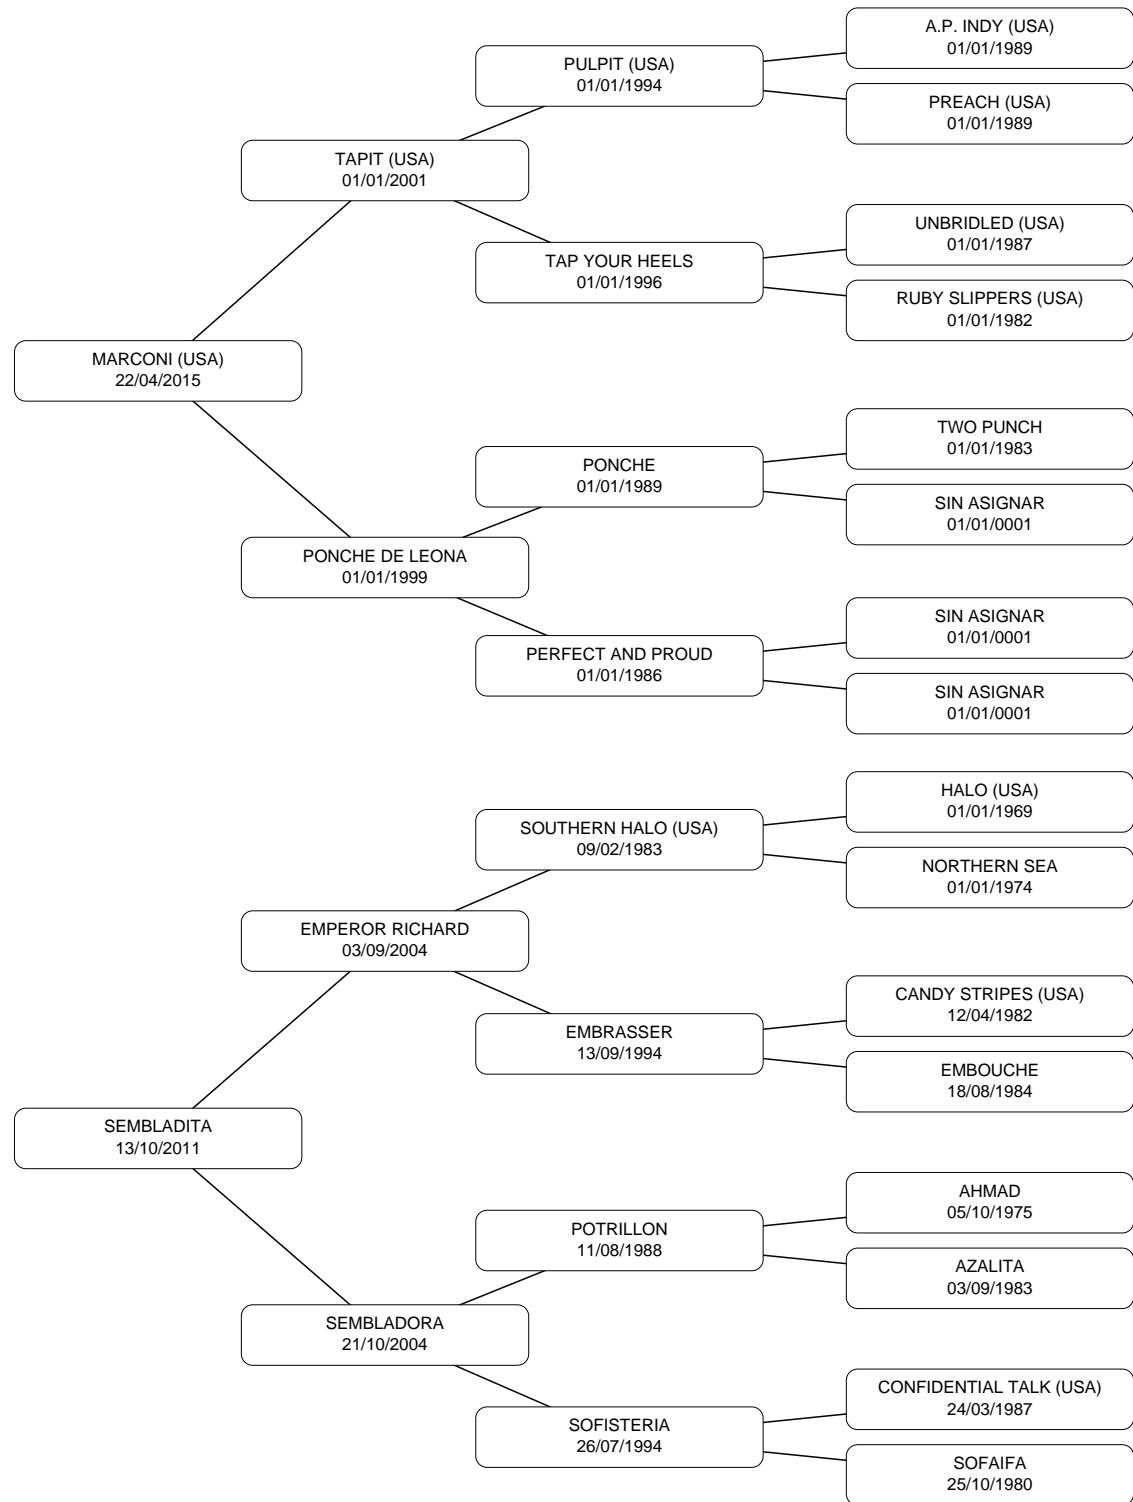 A.P. INDY (USA)
01/01/1989
PULPIT (USA)
01/01/1994
PREACH (USA)
01/01/1989
TAPIT (USA)
01/01/2001
UNBRIDLED (USA)
01/01/1987
TAP YOUR HEELS
01/01/1996
RUBY SLIPPERS (USA)
01/01/1982
MARCONI (USA)
22/04/2015
TWO PUNCH
01/01/1983
PONCHE
01/01/1989
SIN ASIGNAR
01/01/0001
PONCHE DE LEONA
01/01/1999
SIN ASIGNAR
01/01/0001
PERFECT AND PROUD
01/01/1986
SIN ASIGNAR
01/01/0001
HALO (USA)
01/01/1969
SOUTHERN HALO (USA)
09/02/1983
NORTHERN SEA
01/01/1974
EMPEROR RICHARD
03/09/2004
CANDY STRIPES (USA)
12/04/1982
EMBRASSER
13/09/1994
EMBOUCHE
18/08/1984
SEMBLADITA
13/10/2011
AHMAD
05/10/1975
POTRILLON
11/08/1988
AZALITA
03/09/1983
SEMBLADORA
21/10/2004
CONFIDENTIAL TALK (USA)
24/03/1987
SOFISTERIA
26/07/1994
SOFAIFA
25/10/1980